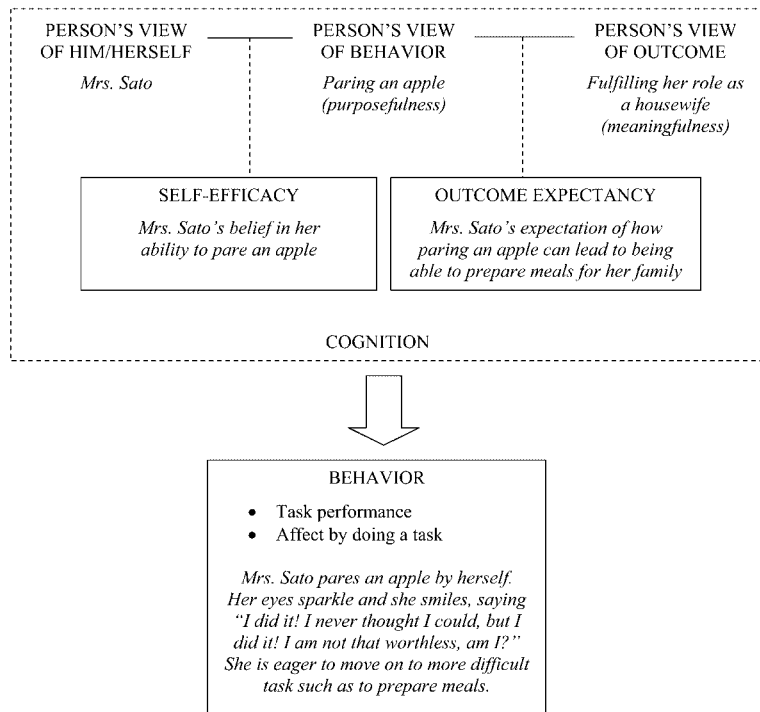 PERSON'S VIEW
OF HIM/HERSELF
Mrs. Sato
PERSON'S VIEW
OF BEHAVIOR
Paring an apple
(purposefulness)
PERSON'S VIEW
OF OUTCOME
Fulfilling her role as
a housewife
(meaningfulness)
SELF-EFFICACY
Mrs. Sato's belief in her
ability to pare an apple
OUTCOME EXPECTANCY
Mrs. Sato's expectation of how
paring an apple can lead to being
able to prepare meals for her family
COGNITION
BEHAVIOR
• Task performance
• Affect by doing a task
Mrs. Sato pares an apple by herself.
Her eyes sparkle and she smiles, saying
"I did it! I never thought I could, but I
did it! I am not that worthless, am I?"
She is eager to move on to more difficult
task such as to prepare meals.